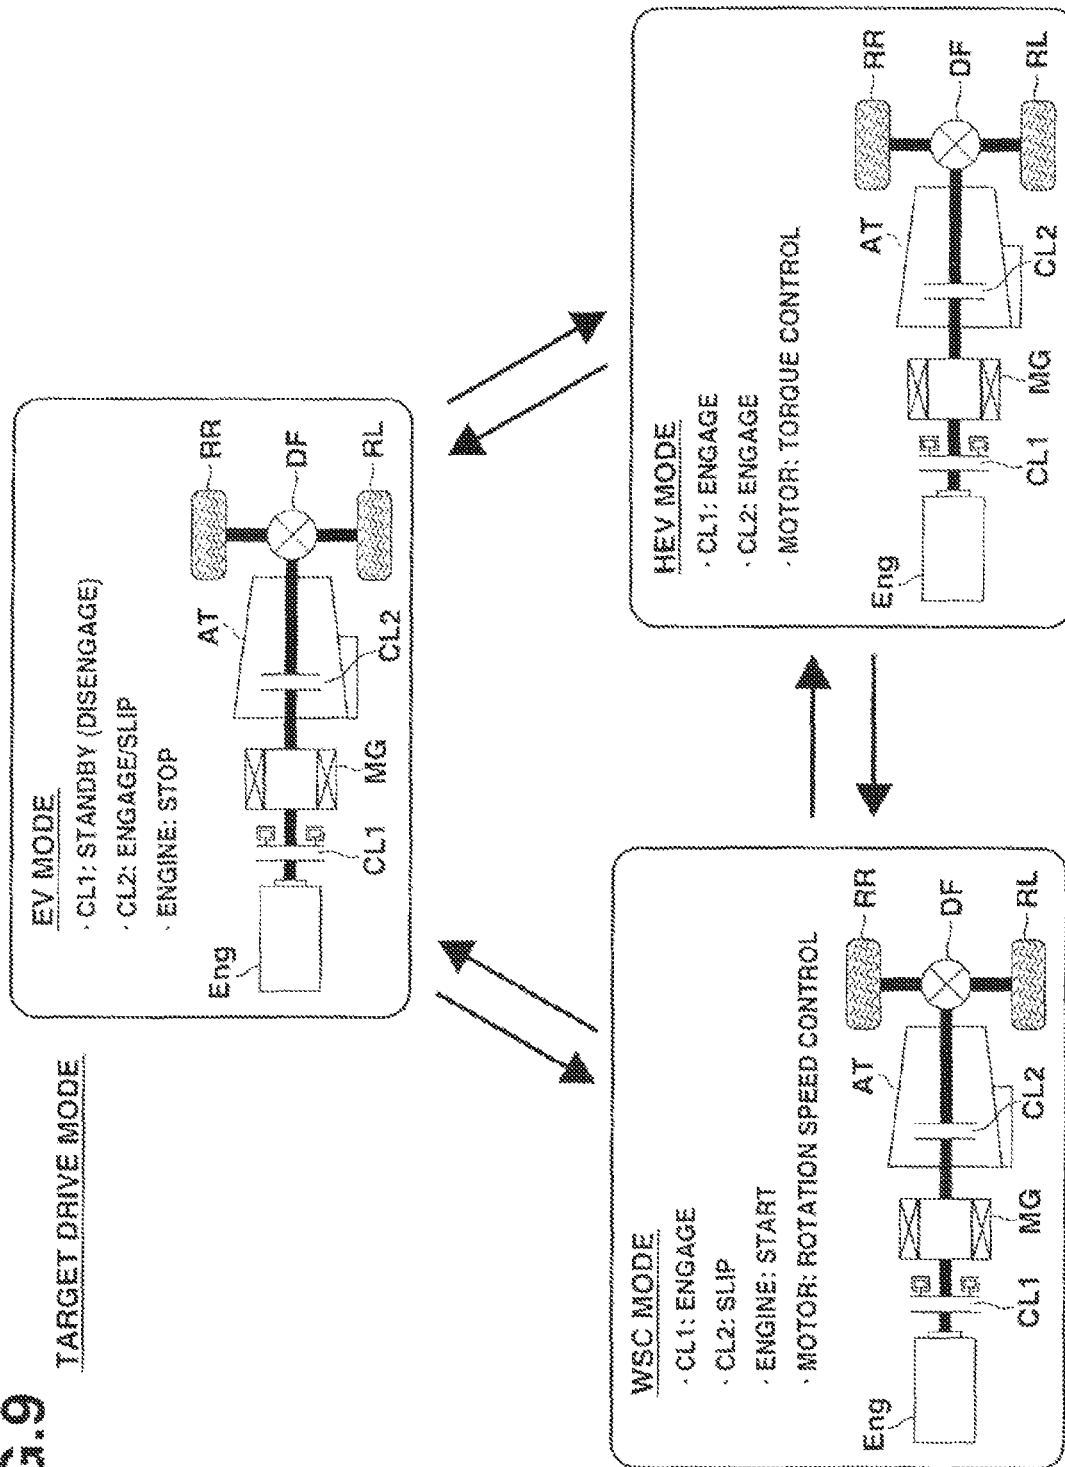 G.9
TARGET DRIVE MODE
EV MODE
· CL1: STANDBY (DISENGAGE)
· CL2: ENGAGE/SLIP
· ENGINE: STOP
Eng
CL1
MG
AT
CL2
RR
DF
RL
WSC MODE
· CL1: ENGAGE
· CL2: SLIP
· ENGINE: START
· MOTOR: ROTATION SPEED CONTROL
Eng
CL1
MG
AT
CL2
RR
DF
RL
HEV MODE
· CL1: ENGAGE
· CL2: ENGAGE
· MOTOR: TORQUE CONTROL
Eng
CL1
MG
AT
CL2
RR
DF
RL